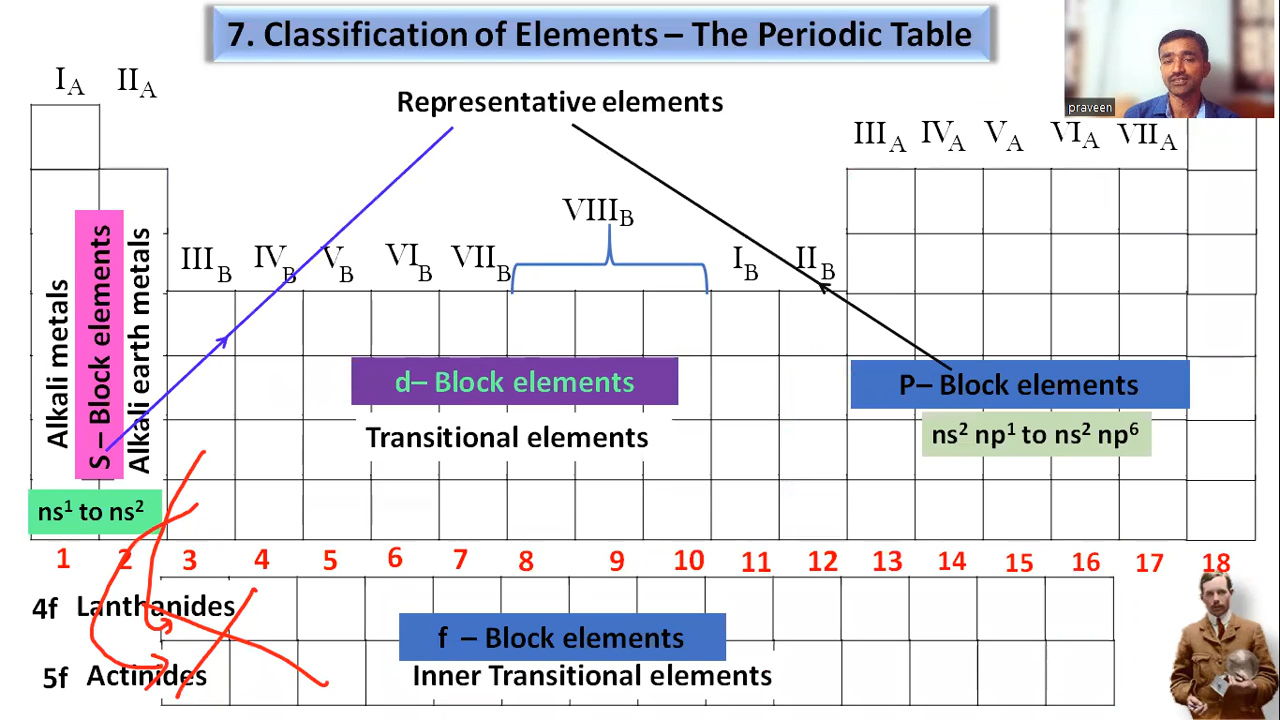 7. Classification of Elements – The Periodic Table
praveen
I_A II_A
Representative elements
III_A IV_A V_A VI_A VII_A
VIII_B
III_B IV_B V_B VI_B VII_B I_B II_B
Alkali metals
S – Block elements
Alkali earth metals
d– Block elements
P– Block elements
Transitional elements
ns² np¹ to ns² np⁶
ns¹ to ns²
1 2 3 4 5 6 7 8 9 10 11 12 13 14 15 16 17 18
4f Lanthanides
f – Block elements
5f Actinides
Inner Transitional elements